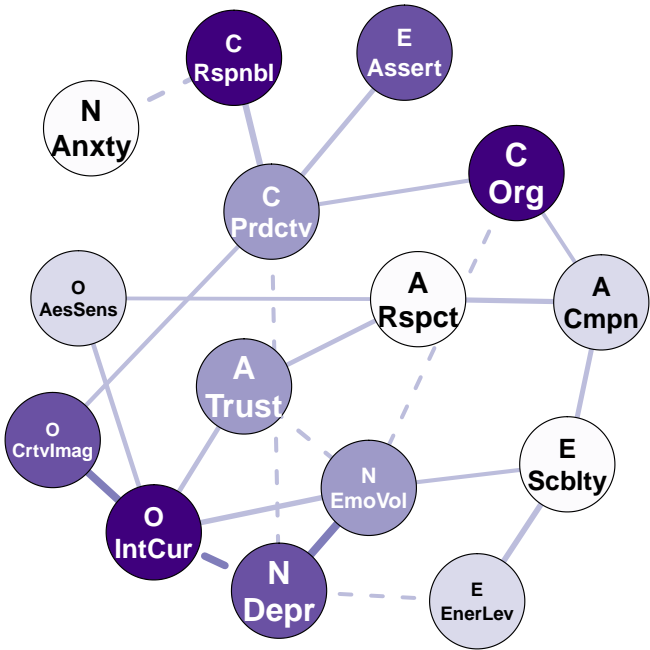 C
Rspnbl
E
Assert
N
Anxty
C
Org
C
Prdctv
O
AesSens
A
Rspct
A
Cmpn
A
Trust
O
CrtvImag
E
Scblty
N
EmoVol
O
IntCur
N
Depr
E
EnerLev